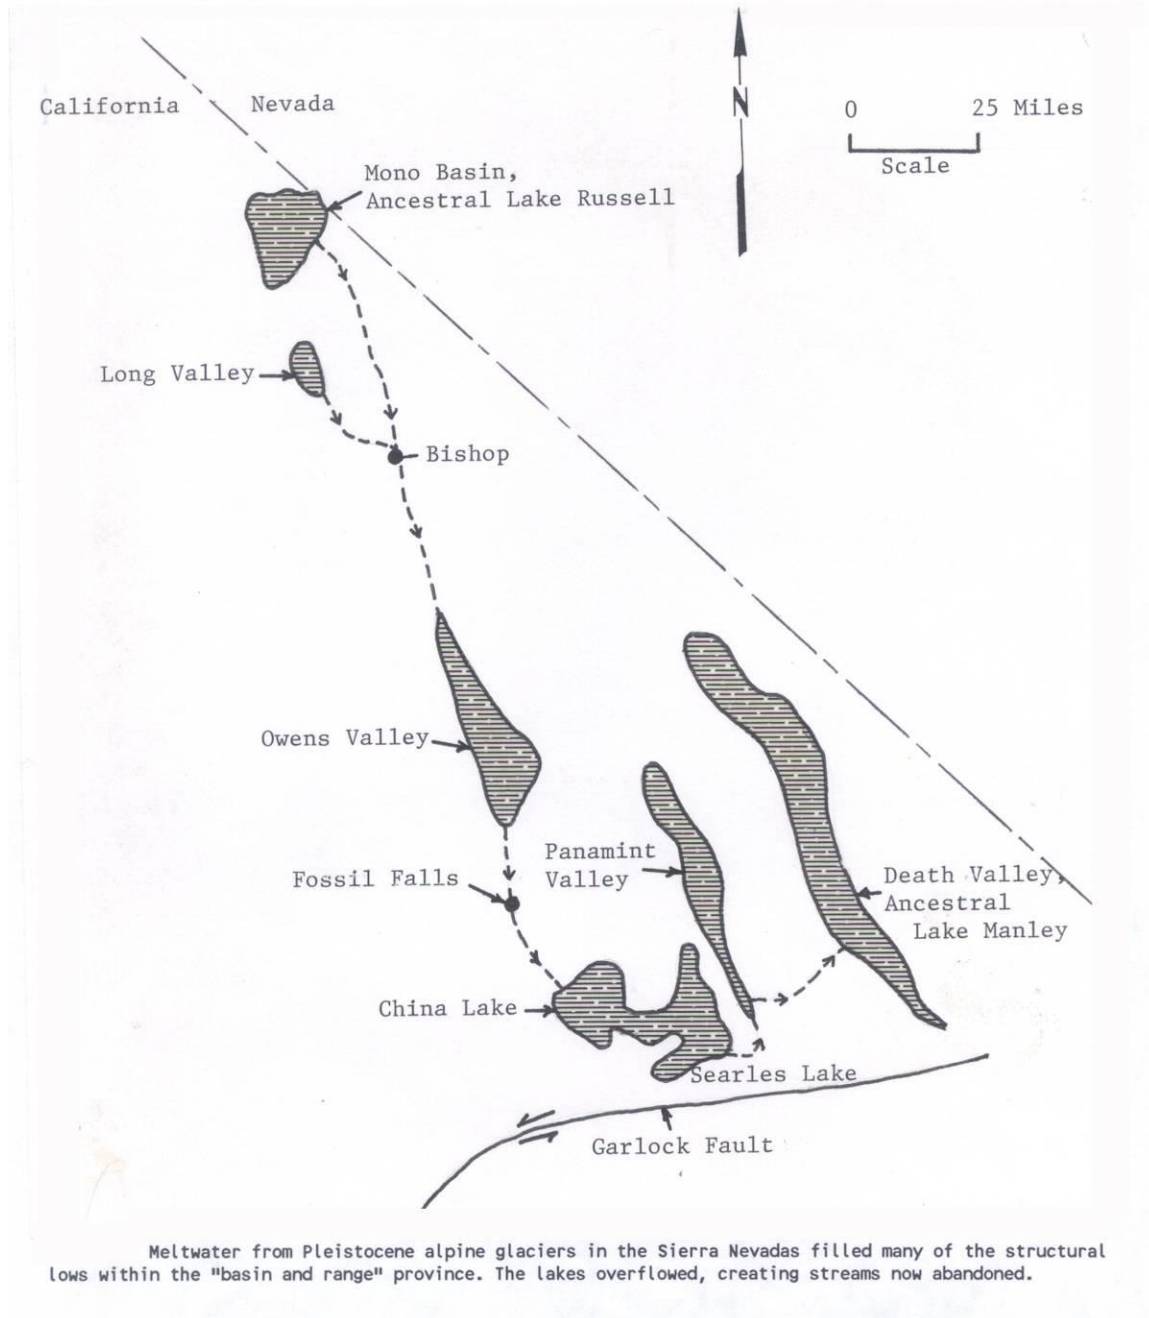 California
Nevada
N
0 25 Miles
Scale
Mono Basin,
Ancestral Lake Russell
Long Valley
Bishop
Owens Valley
Panamint
Valley
Fossil Falls
Death Valley,
Ancestral
Lake Manley
China Lake
Searles Lake
Garlock Fault
Meltwater from Pleistocene alpine glaciers in the Sierra Nevadas filled many of the structural
lows within the "basin and range" province. The lakes overflowed, creating streams now abandoned.